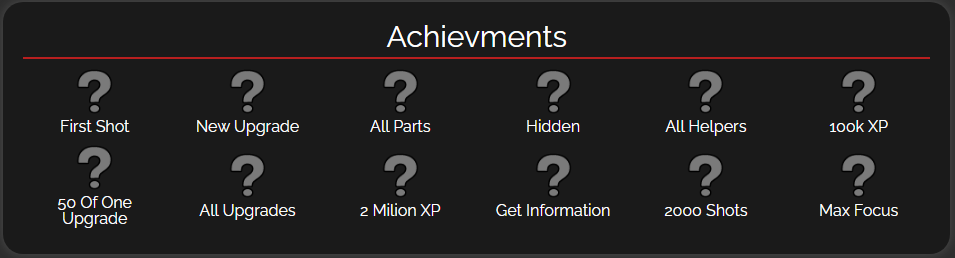 Achievments
?
?
?
?
?
?
First Shot
New Upgrade
All Parts
Hidden
All Helpers
100k XP
?
?
?
?
?
?
50 Of One
Upgrade
All Upgrades
2 Milion XP
Get Information
2000 Shots
Max Focus